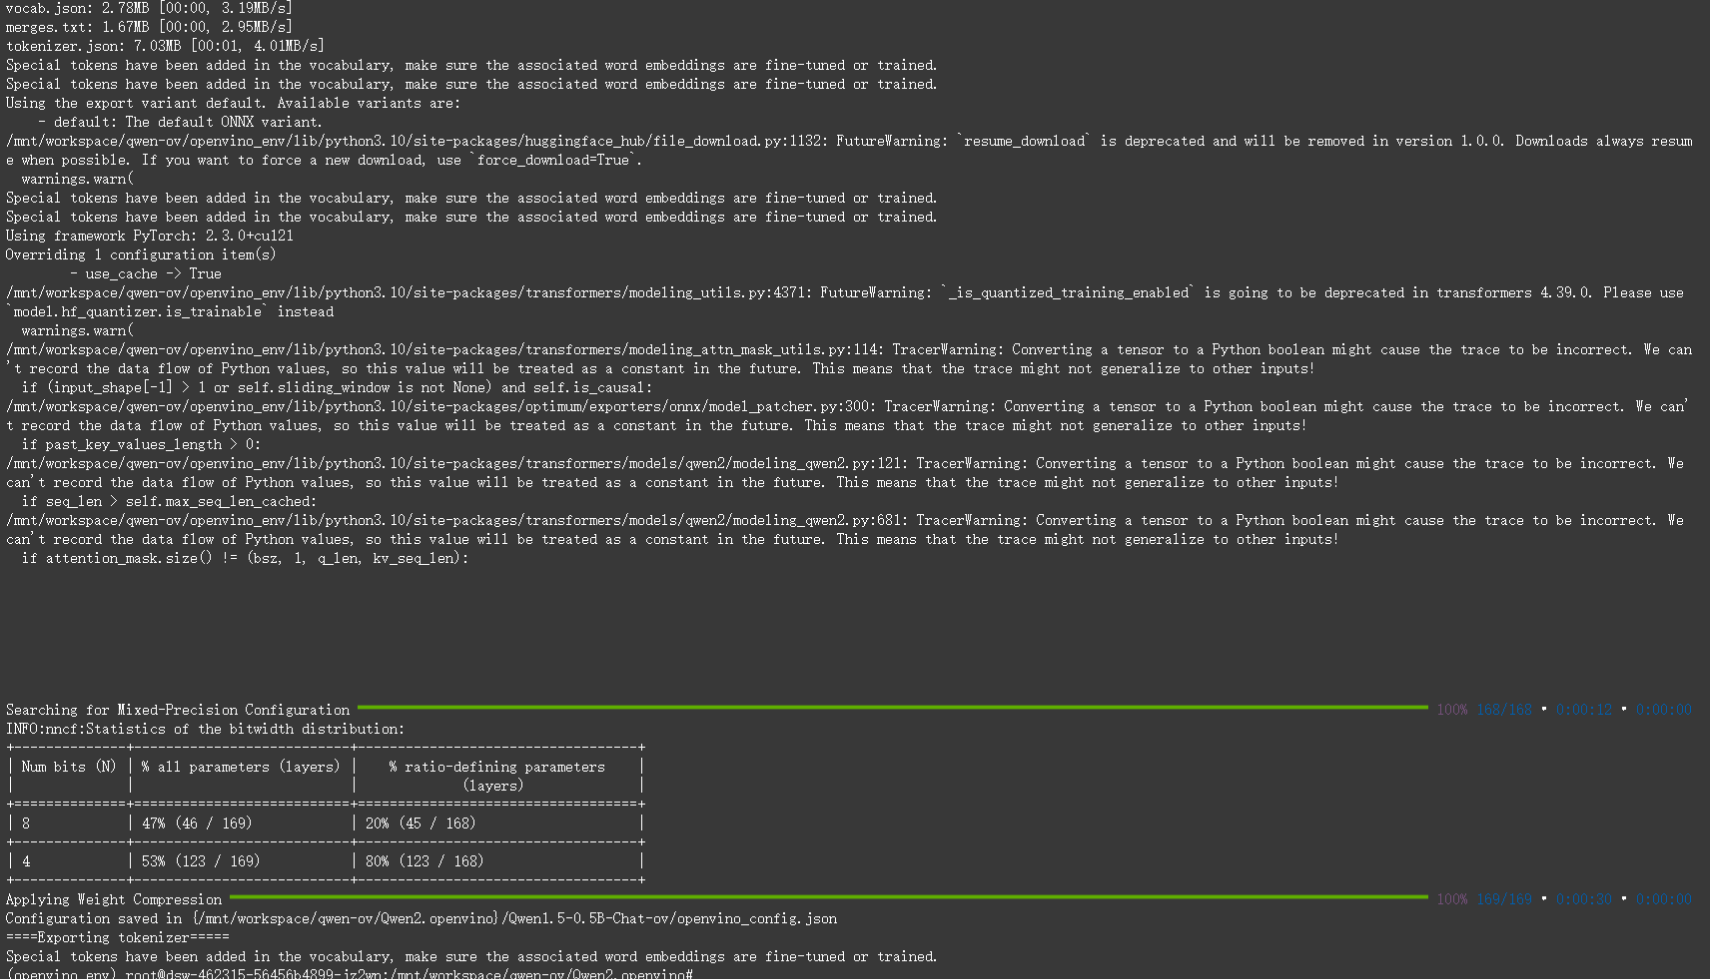 vocab.json: 2.78MB [00:00, 3.19MB/s]
merges.txt: 1.67MB [00:00, 2.95MB/s]
tokenizer.json: 7.03MB [00:01, 4.01MB/s]
Special tokens have been added in the vocabulary, make sure the associated word embeddings are fine-tuned or trained.
Special tokens have been added in the vocabulary, make sure the associated word embeddings are fine-tuned or trained.
Using the export variant default. Available variants are:
    - default: The default ONNX variant.
/mnt/workspace/qwen-ov/openvino_env/lib/python3.10/site-packages/huggingface_hub/file_download.py:1132: FutureWarning: `resume_download` is deprecated and will be removed in version 1.0.0. Downloads always resum
e when possible. If you want to force a new download, use `force_download=True`.
  warnings.warn(
Special tokens have been added in the vocabulary, make sure the associated word embeddings are fine-tuned or trained.
Special tokens have been added in the vocabulary, make sure the associated word embeddings are fine-tuned or trained.
Using framework PyTorch: 2.3.0+cu121
Overriding 1 configuration item(s)
        - use_cache -> True
/mnt/workspace/qwen-ov/openvino_env/lib/python3.10/site-packages/transformers/modeling_utils.py:4371: FutureWarning: `_is_quantized_training_enabled` is going to be deprecated in transformers 4.39.0. Please use
`model.hf_quantizer.is_trainable` instead
  warnings.warn(
/mnt/workspace/qwen-ov/openvino_env/lib/python3.10/site-packages/transformers/modeling_attn_mask_utils.py:114: TracerWarning: Converting a tensor to a Python boolean might cause the trace to be incorrect. We can
't record the data flow of Python values, so this value will be treated as a constant in the future. This means that the trace might not generalize to other inputs!
  if (input_shape[-1] > 1 or self.sliding_window is not None) and self.is_causal:
/mnt/workspace/qwen-ov/openvino_env/lib/python3.10/site-packages/optimum/exporters/onnx/model_patcher.py:300: TracerWarning: Converting a tensor to a Python boolean might cause the trace to be incorrect. We can'
t record the data flow of Python values, so this value will be treated as a constant in the future. This means that the trace might not generalize to other inputs!
  if past_key_values_length > 0:
/mnt/workspace/qwen-ov/openvino_env/lib/python3.10/site-packages/transformers/models/qwen2/modeling_qwen2.py:121: TracerWarning: Converting a tensor to a Python boolean might cause the trace to be incorrect. We
can't record the data flow of Python values, so this value will be treated as a constant in the future. This means that the trace might not generalize to other inputs!
  if seq_len > self.max_seq_len_cached:
/mnt/workspace/qwen-ov/openvino_env/lib/python3.10/site-packages/transformers/models/qwen2/modeling_qwen2.py:681: TracerWarning: Converting a tensor to a Python boolean might cause the trace to be incorrect. We
can't record the data flow of Python values, so this value will be treated as a constant in the future. This means that the trace might not generalize to other inputs!
  if attention_mask.size() != (bsz, 1, q_len, kv_seq_len):
Searching for Mixed-Precision Configuration 100% 168/168 • 0:00:12 • 0:00:00
INFO:nncf:Statistics of the bitwidth distribution:
+--------------+---------------------------+-----------------------------------+
| Num bits (N) | % all parameters (layers) |    % ratio-defining parameters    |
|              |                           |             (layers)              |
+==============+===========================+===================================+
| 8            | 47% (46 / 169)            | 20% (45 / 168)                    |
+--------------+---------------------------+-----------------------------------+
| 4            | 53% (123 / 169)           | 80% (123 / 168)                   |
+--------------+---------------------------+-----------------------------------+
Applying Weight Compression 100% 169/169 • 0:00:30 • 0:00:00
Configuration saved in {/mnt/workspace/qwen-ov/Qwen2.openvino}/Qwen1.5-0.5B-Chat-ov/openvino_config.json
====Exporting tokenizer=====
Special tokens have been added in the vocabulary, make sure the associated word embeddings are fine-tuned or trained.
(openvino_env) root@dsw-462315-56456b4899-jz2wn:/mnt/workspace/qwen-ov/Qwen2.openvino#